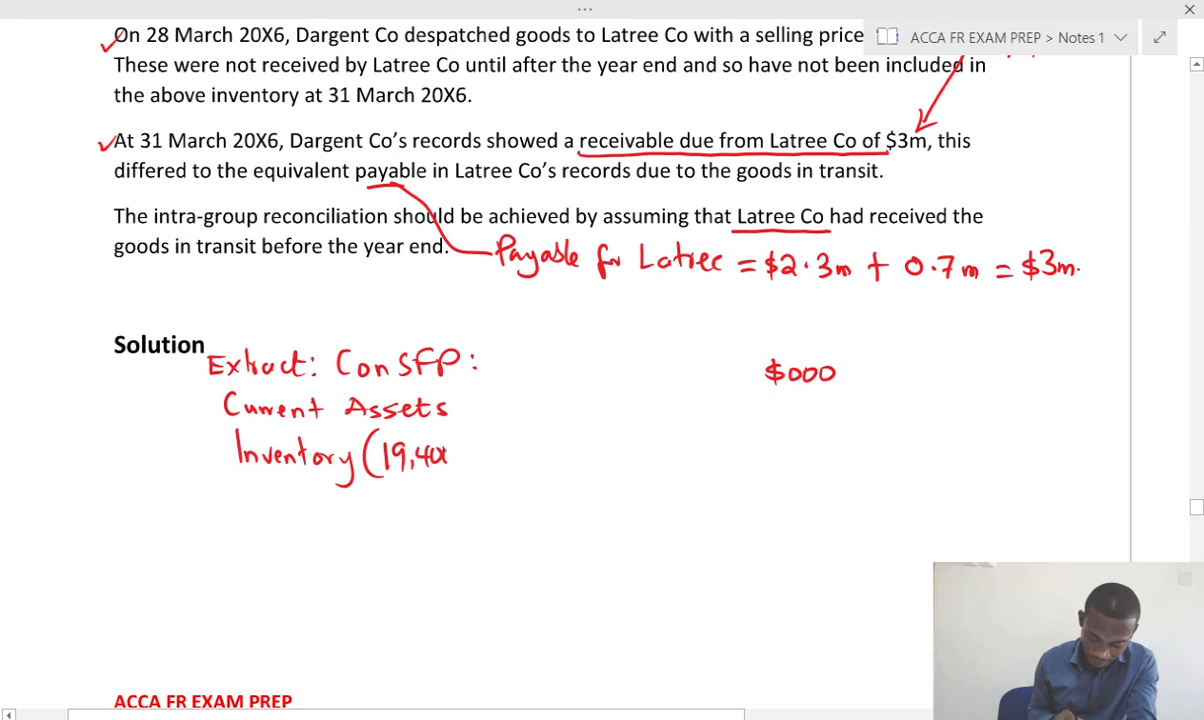 On 28 March 20X6, Dargent Co despatched goods to Latree Co with a selling price
ACCA FR EXAM PREP > Notes 1
These were not received by Latree Co until after the year end and so have not been included in
the above inventory at 31 March 20X6.
At 31 March 20X6, Dargent Co's records showed a receivable due from Latree Co of $3m, this
differed to the equivalent payable in Latree Co's records due to the goods in transit.
The intra-group reconciliation should be achieved by assuming that Latree Co had received the
goods in transit before the year end.
Payable for Latree = $2.3m + 0.7m = $3m.
Solution
Extract: ConSFP:
$000
Current Assets
Inventory (19,400
ACCA FR EXAM PREP